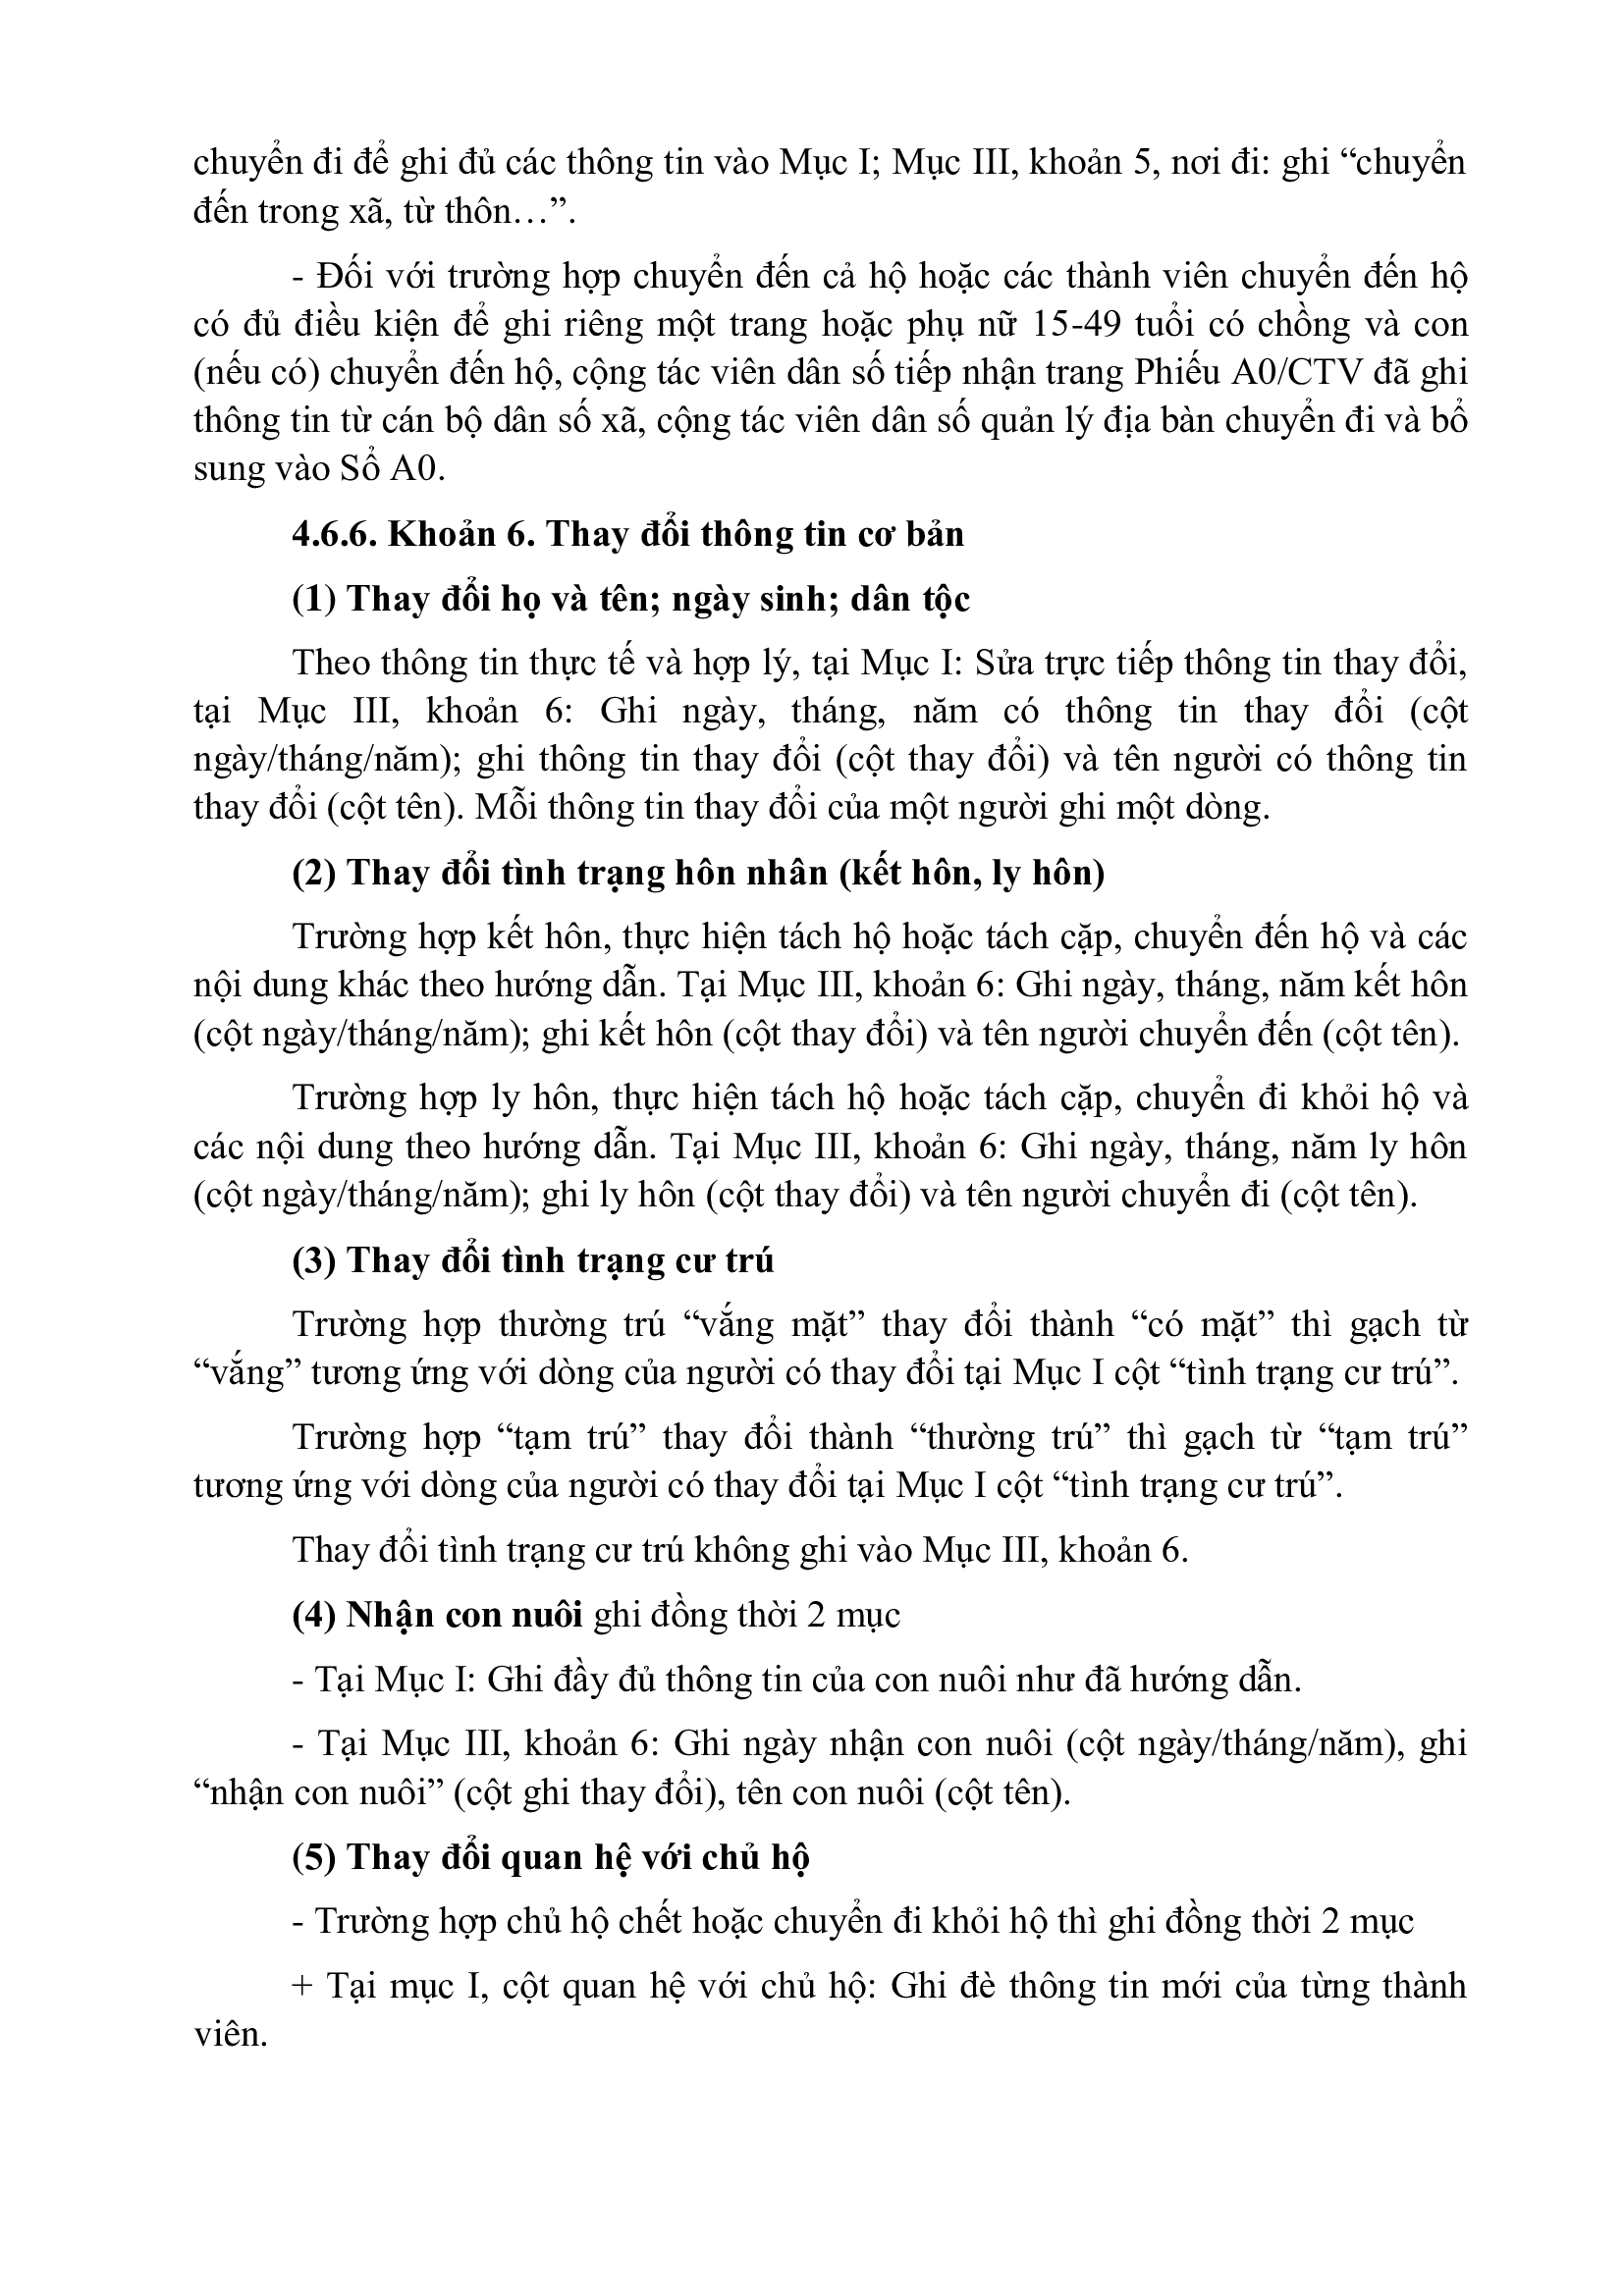 chuyển đi để ghi đủ các thông tin vào Mục I; Mục III, khoản 5, nơi đi: ghi “chuyển
đến trong xã, từ thôn…”.
- Đối với trường hợp chuyển đến cả hộ hoặc các thành viên chuyển đến hộ
có đủ điều kiện để ghi riêng một trang hoặc phụ nữ 15-49 tuổi có chồng và con
(nếu có) chuyển đến hộ, cộng tác viên dân số tiếp nhận trang Phiếu A0/CTV đã ghi
thông tin từ cán bộ dân số xã, cộng tác viên dân số quản lý địa bàn chuyển đi và bổ
sung vào Sổ A0.
4.6.6. Khoản 6. Thay đổi thông tin cơ bản
(1) Thay đổi họ và tên; ngày sinh; dân tộc
Theo thông tin thực tế và hợp lý, tại Mục I: Sửa trực tiếp thông tin thay đổi,
tại Mục III, khoản 6: Ghi ngày, tháng, năm có thông tin thay đổi (cột
ngày/tháng/năm); ghi thông tin thay đổi (cột thay đổi) và tên người có thông tin
thay đổi (cột tên). Mỗi thông tin thay đổi của một người ghi một dòng.
(2) Thay đổi tình trạng hôn nhân (kết hôn, ly hôn)
Trường hợp kết hôn, thực hiện tách hộ hoặc tách cặp, chuyển đến hộ và các
nội dung khác theo hướng dẫn. Tại Mục III, khoản 6: Ghi ngày, tháng, năm kết hôn
(cột ngày/tháng/năm); ghi kết hôn (cột thay đổi) và tên người chuyển đến (cột tên).
Trường hợp ly hôn, thực hiện tách hộ hoặc tách cặp, chuyển đi khỏi hộ và
các nội dung theo hướng dẫn. Tại Mục III, khoản 6: Ghi ngày, tháng, năm ly hôn
(cột ngày/tháng/năm); ghi ly hôn (cột thay đổi) và tên người chuyển đi (cột tên).
(3) Thay đổi tình trạng cư trú
Trường hợp thường trú “vắng mặt” thay đổi thành “có mặt” thì gạch từ
“vắng” tương ứng với dòng của người có thay đổi tại Mục I cột “tình trạng cư trú”.
Trường hợp “tạm trú” thay đổi thành “thường trú” thì gạch từ “tạm trú”
tương ứng với dòng của người có thay đổi tại Mục I cột “tình trạng cư trú”.
Thay đổi tình trạng cư trú không ghi vào Mục III, khoản 6.
(4) Nhận con nuôi ghi đồng thời 2 mục
- Tại Mục I: Ghi đầy đủ thông tin của con nuôi như đã hướng dẫn.
- Tại Mục III, khoản 6: Ghi ngày nhận con nuôi (cột ngày/tháng/năm), ghi
“nhận con nuôi” (cột ghi thay đổi), tên con nuôi (cột tên).
(5) Thay đổi quan hệ với chủ hộ
- Trường hợp chủ hộ chết hoặc chuyển đi khỏi hộ thì ghi đồng thời 2 mục
+ Tại mục I, cột quan hệ với chủ hộ: Ghi đè thông tin mới của từng thành
viên.